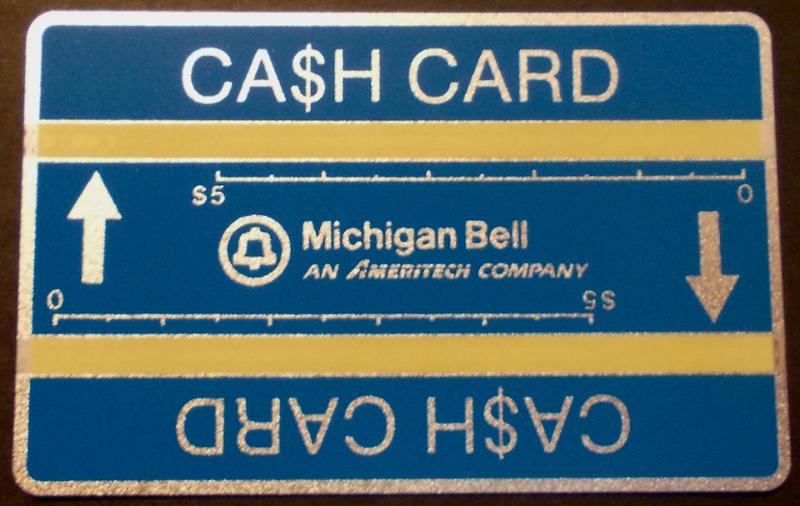 CA$H CARD
$5 0
Michigan Bell
AN AMERITECH COMPANY
0 $5
CA$H CARD